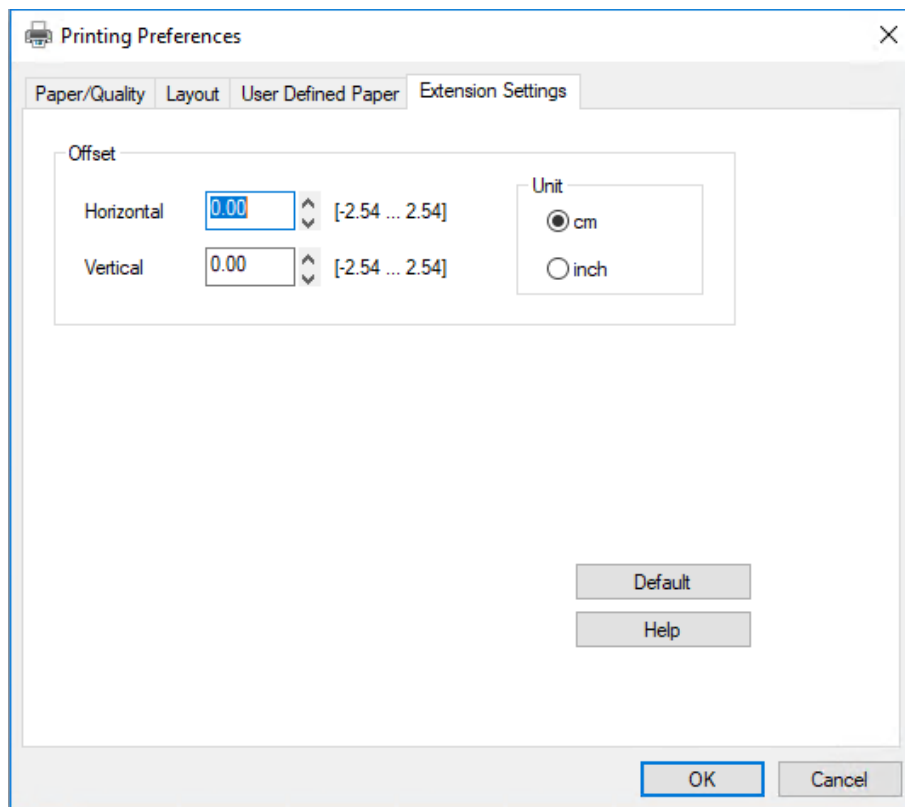 Printing Preferences
Paper/Quality Layout User Defined Paper Extension Settings
Offset
Unit
Horizontal 0.00 [-2.54 ... 2.54]
cm
Vertical 0.00 [-2.54 ... 2.54]
inch
Default
Help
OK Cancel